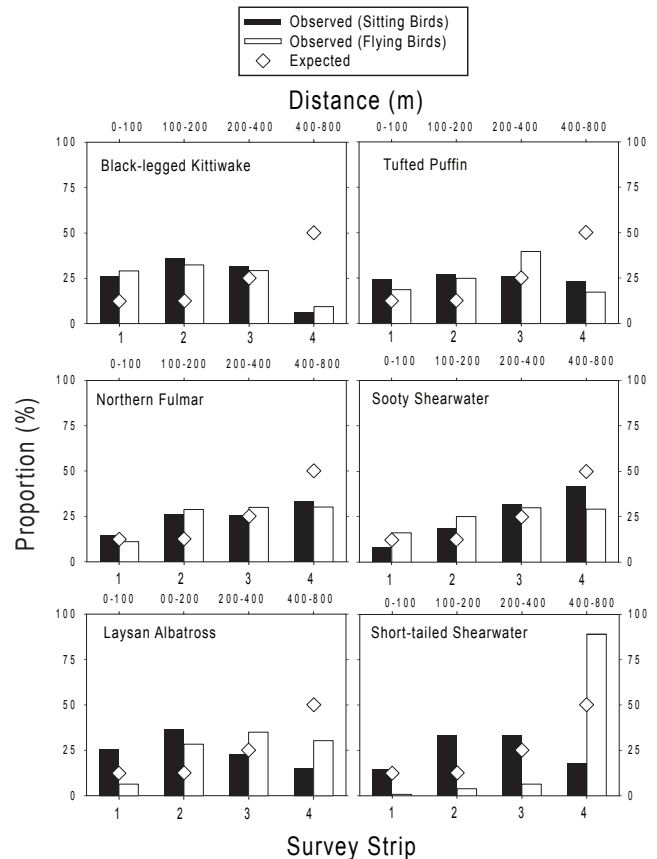 Observed (Sitting Birds)
Observed (Flying Birds)
Expected
Distance (m)
0-100 100-200 200-400 400-800 0-100 100-200 200-400 400-800
100 100
Black-legged Kittiwake Tufted Puffin
75 75
50 50
25 25
0 0
1 2 3 4 1 2 3 4
0-100 100-200 200-400 400-800 0-100 100-200 200-400 400-800
100 100
Northern Fulmar Sooty Shearwater
75 75
50 50
25 25
0 0
1 2 3 4 1 2 3 4
0-100 00-200 200-400 400-800 0-100 100-200 200-400 400-800
100 100
Laysan Albatross Short-tailed Shearwater
75 75
50 50
25 25
0 0
1 2 3 4 1 2 3 4
Proportion (%)
Survey Strip